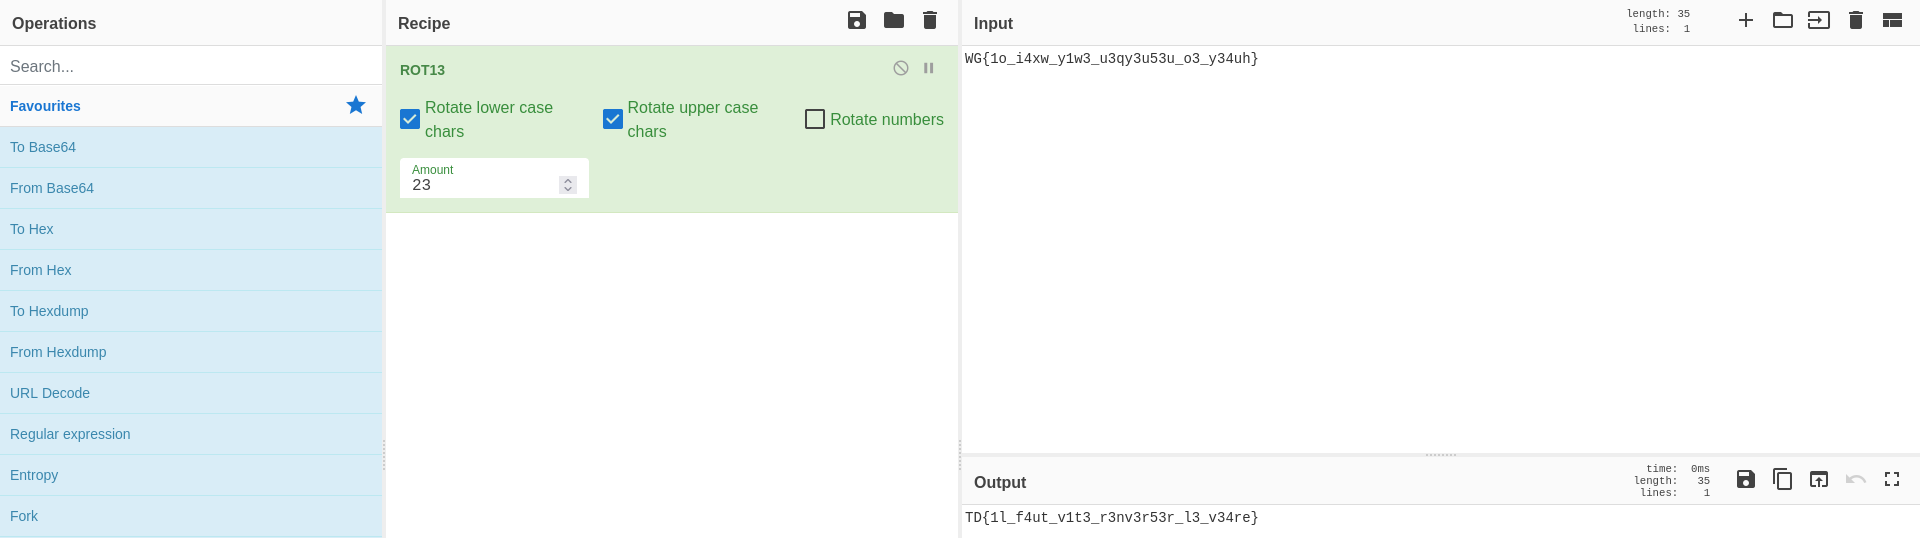 Operations
Search...
Favourites
To Base64
From Base64
To Hex
From Hex
To Hexdump
From Hexdump
URL Decode
Regular expression
Entropy
Fork
Recipe
ROT13
Rotate lower case chars
Rotate upper case chars
Rotate numbers
Amount
23
Input
length: 35
lines: 1
WG{1o_i4xw_y1w3_u3qy3u53u_o3_y34uh}
Output
time: 0ms
length: 35
lines: 1
TD{1l_f4ut_v1t3_r3nv3r53r_l3_v34re}